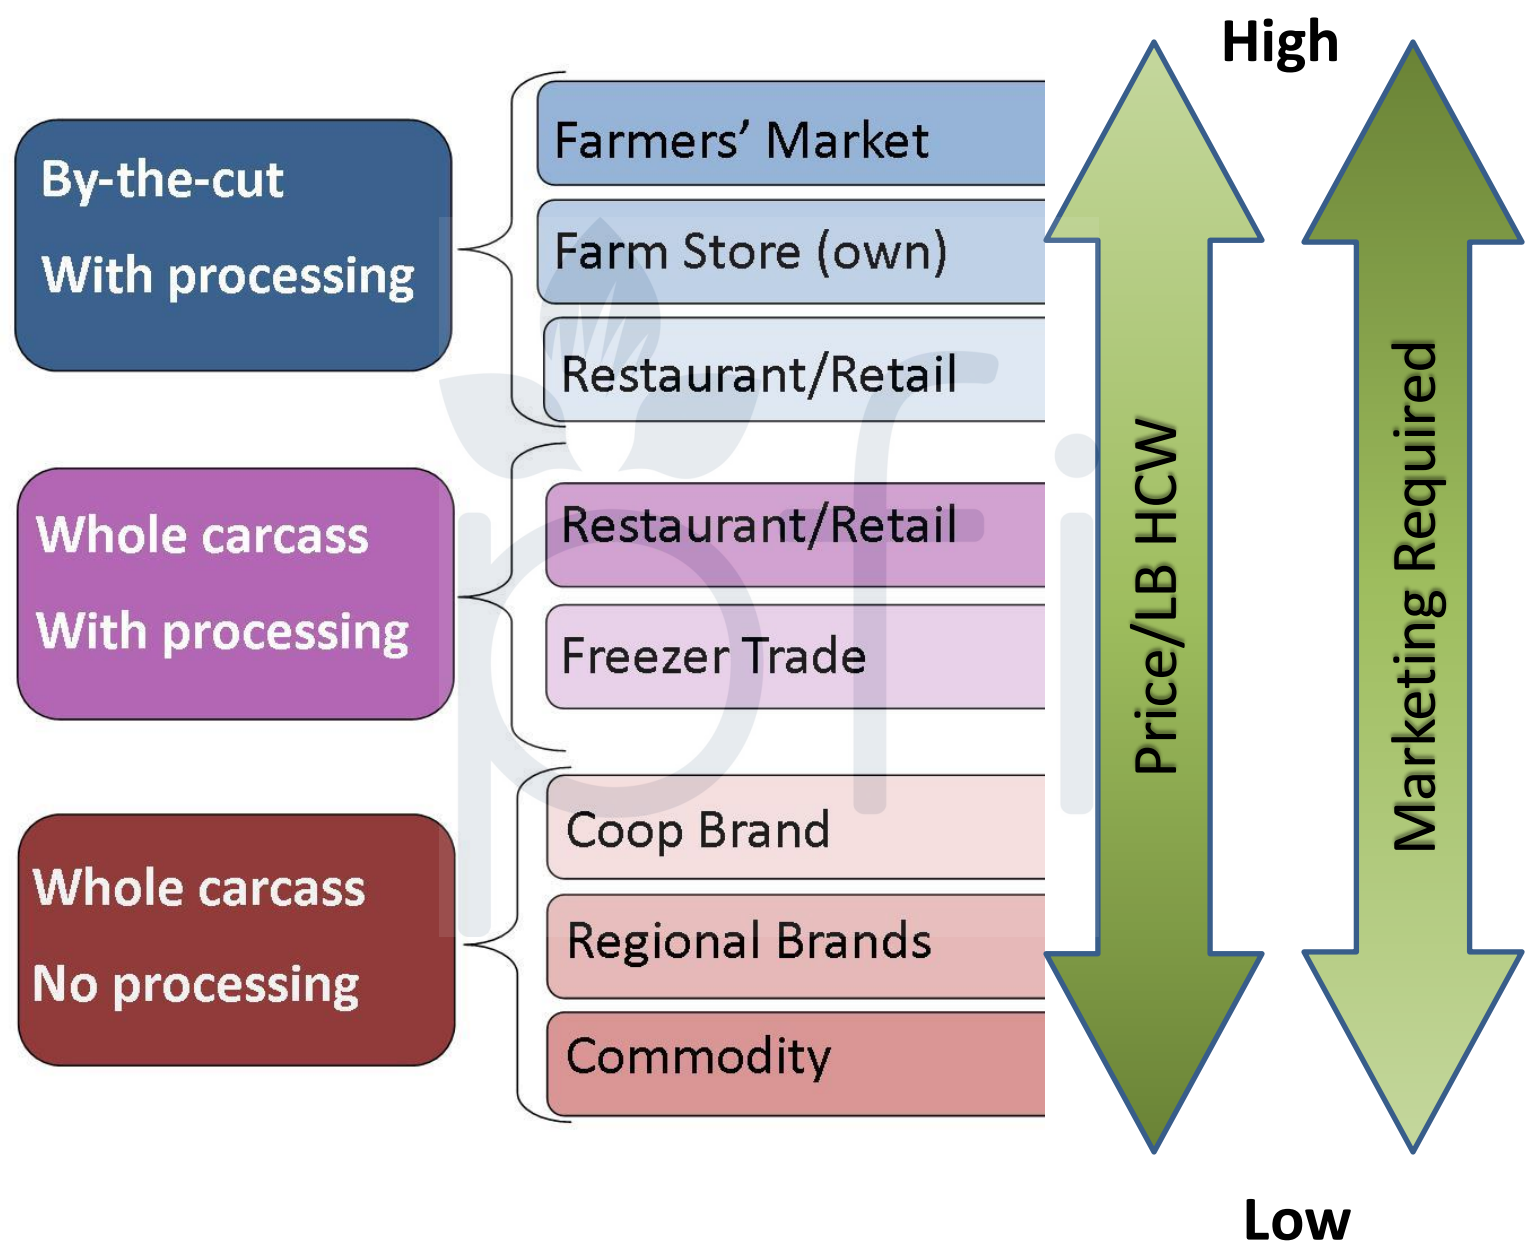 High
By-the-cut
With processing
Farmers’ Market
Farm Store (own)
Restaurant/Retail
Whole carcass
With processing
Restaurant/Retail
Freezer Trade
Whole carcass
No processing
Coop Brand
Regional Brands
Commodity
Price/LB HCW
Marketing Required
Low
pfi